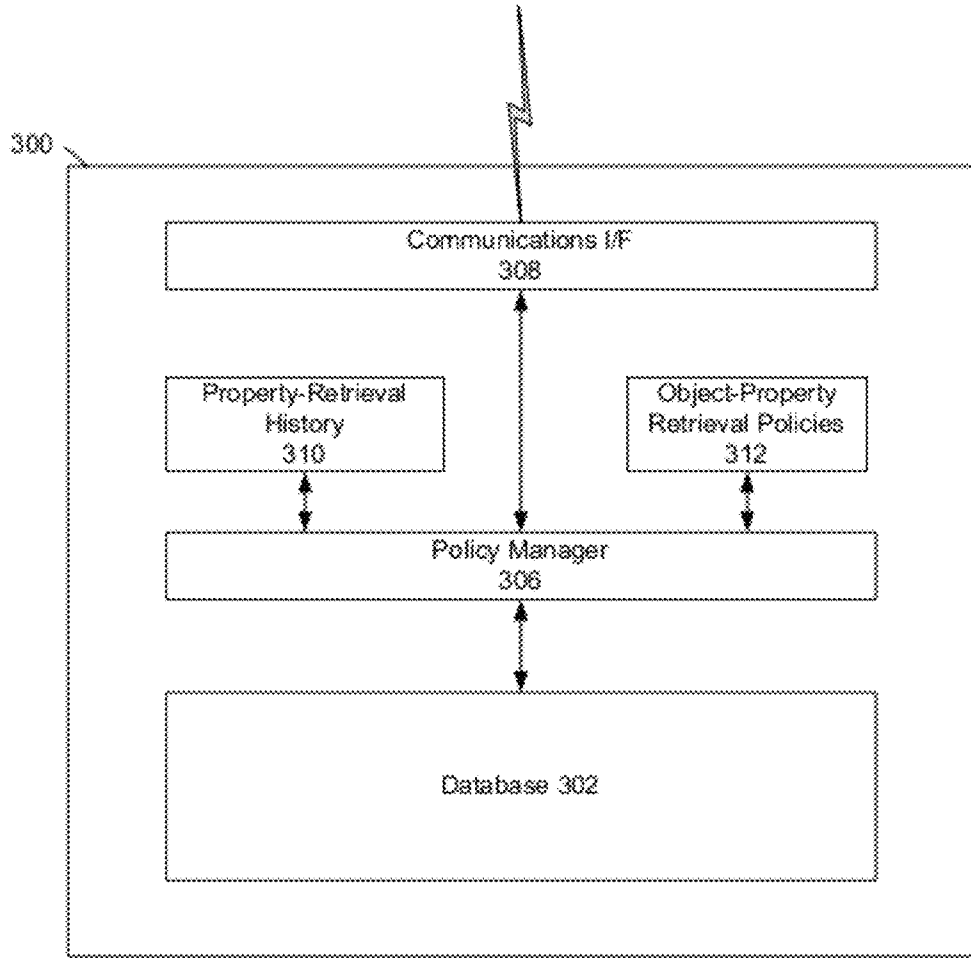 300
Communications I/F
308
Property-Retrieval
History
310
Object-Property
Retrieval Policies
312
Policy Manager
306
Database 302